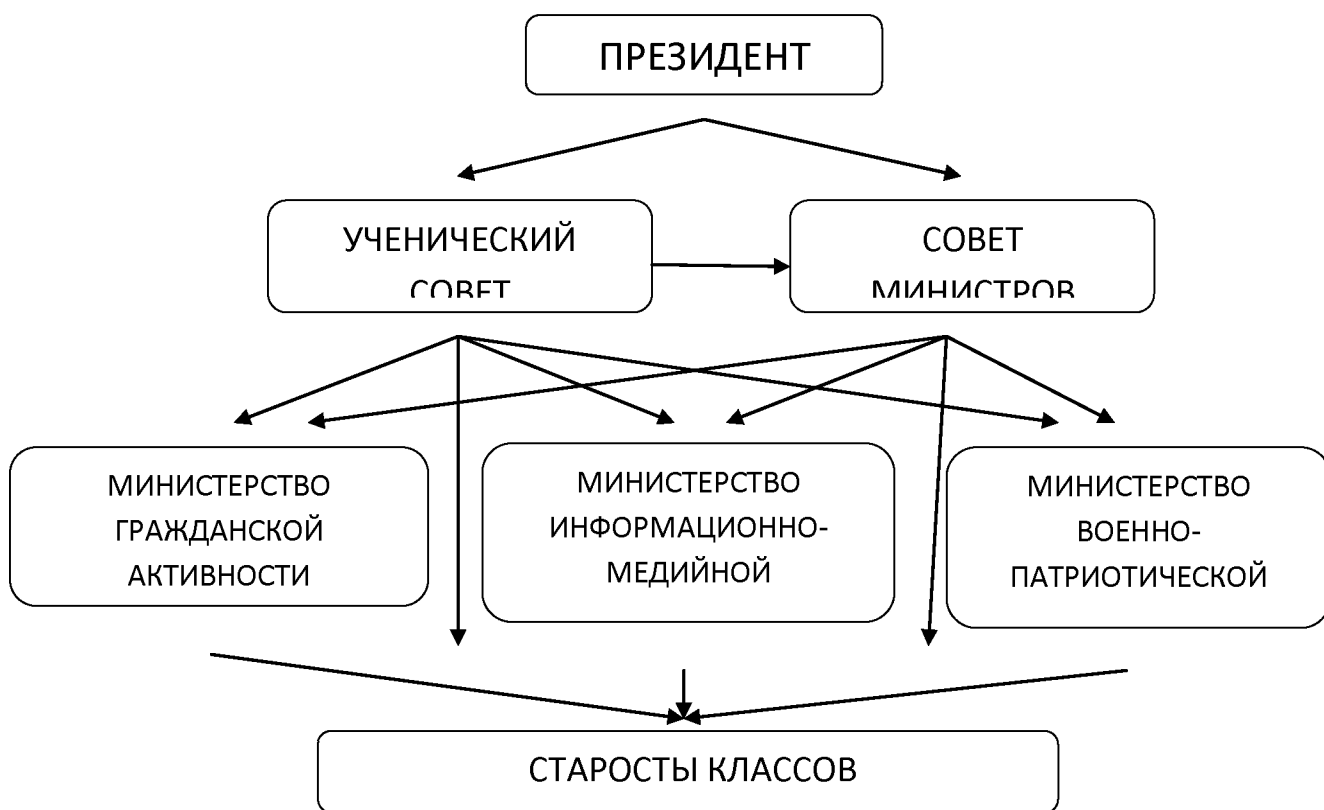 ПРЕЗИДЕНТ
УЧЕНИЧЕСКИЙ
СОВЕТ
СОВЕТ
МИНИСТРОВ
МИНИСТЕРСТВО
ГРАЖДАНСКОЙ
АКТИВНОСТИ
МИНИСТЕРСТВО
ИНФОРМАЦИОННО-
МЕДИЙНОЙ
МИНИСТЕРСТВО
ВОЕННО-
ПАТРИОТИЧЕСКОЙ
СТАРОСТЫ КЛАССОВ